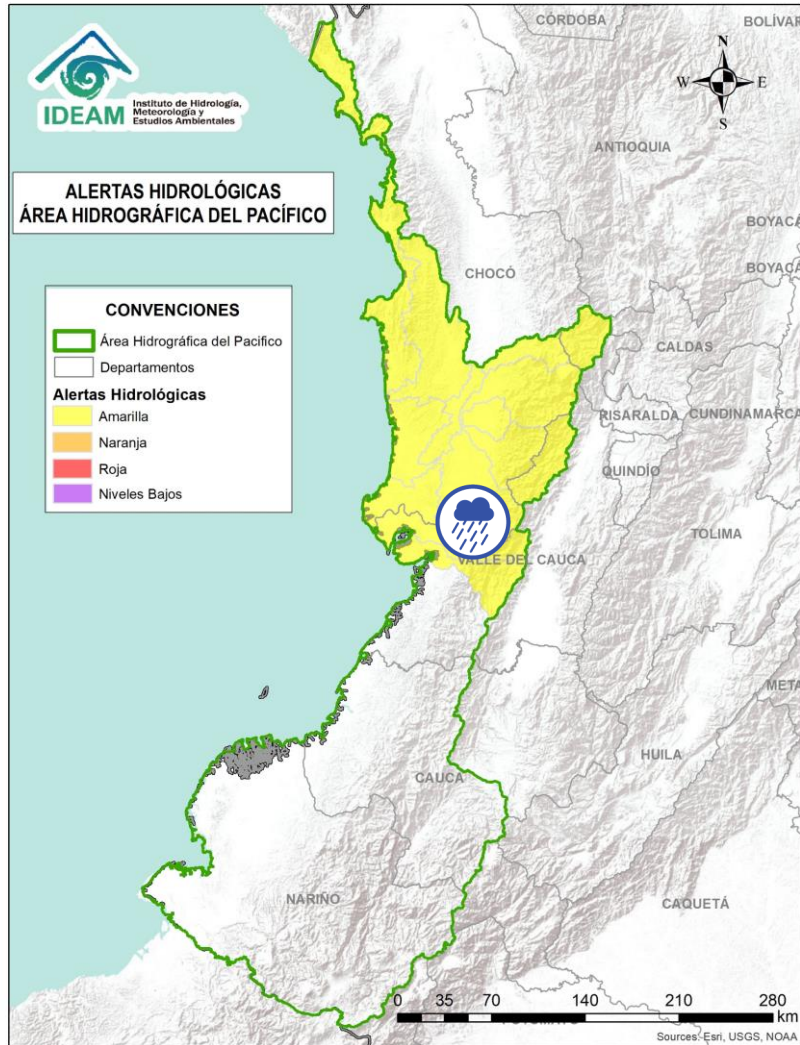 IDEAM
Instituto de Hidrología,
Meteorología y
Estudios Ambientales
ALERTAS HIDROLÓGICAS
ÁREA HIDROGRÁFICA DEL PACÍFICO
CONVENCIONES
Área Hidrográfica del Pacifico
Departamentos
Alertas Hidrológicas
Amarilla
Naranja
Roja
Niveles Bajos
N
W E
S
CÓRDOBA
BOLÍVAR
ANTIOQUIA
BOYACÁ
CHOCÓ
BOYACÁ
CALDAS
RISARALDA
CUNDINAMARCA
QUINDÍO
TOLIMA
VALLE DEL CAUCA
META
HUILA
CAUCA
NARIÑO
CAQUETÁ
0 35 70 140 210 280
km
Sources: Esri, USGS, NOAA